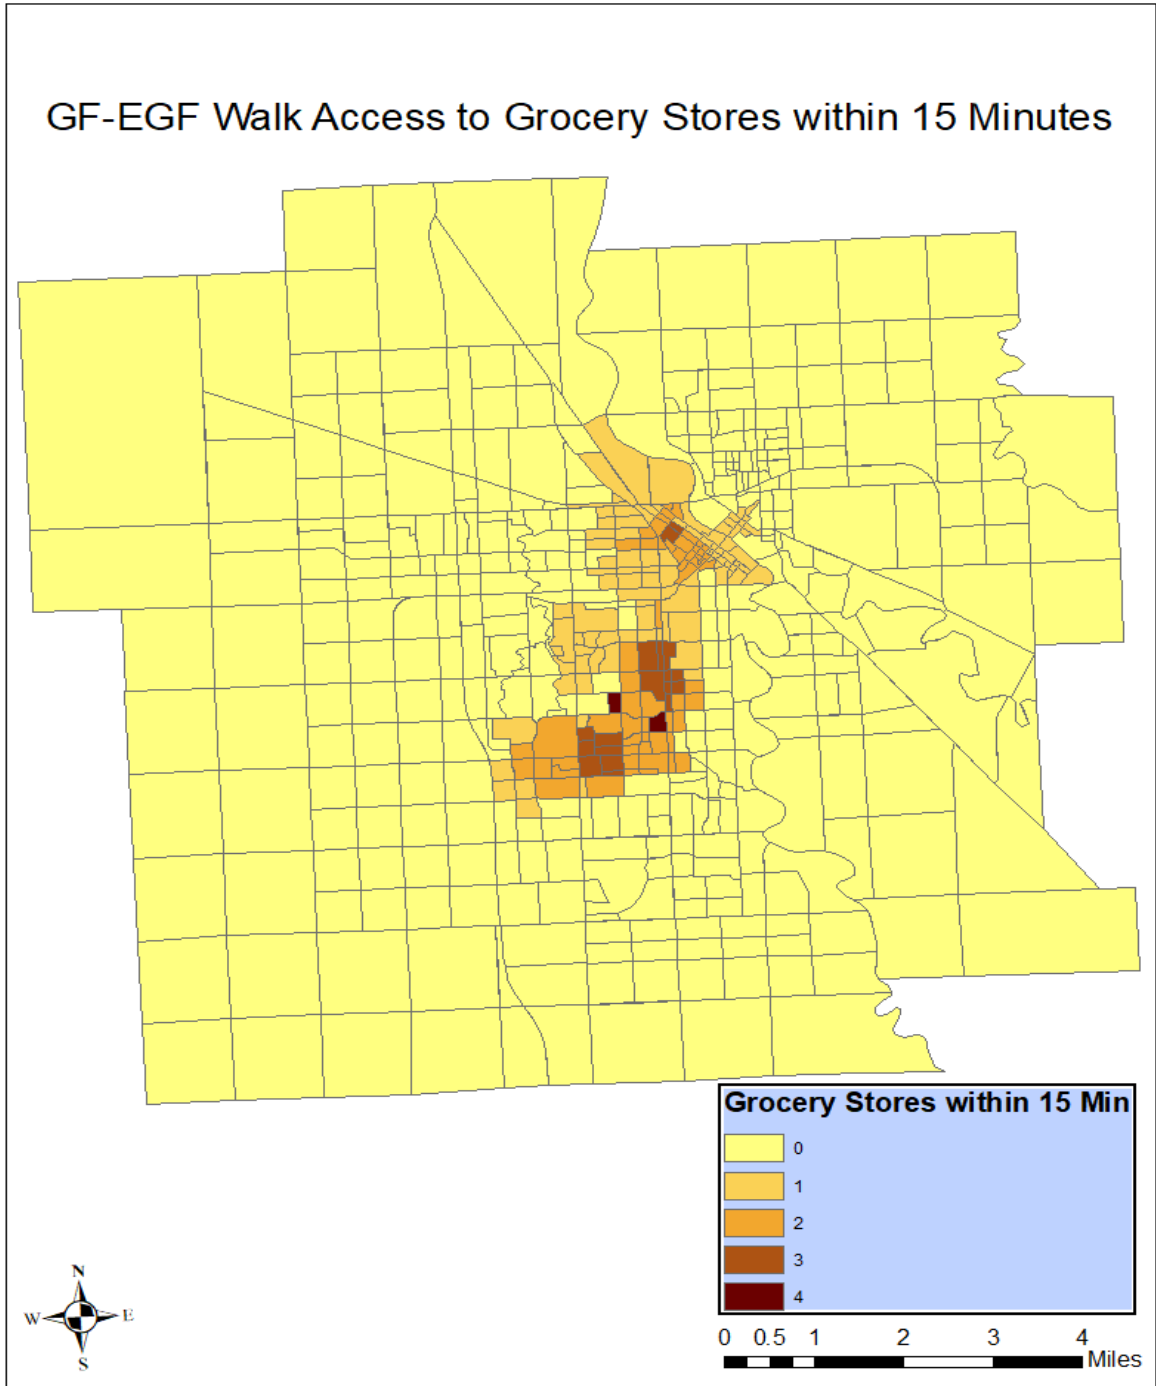 GF-EGF Walk Access to Grocery Stores within 15 Minutes
Grocery Stores within 15 Min
0
1
2
3
4
N
W E
S
0 0.5 1 2 3 4
Miles